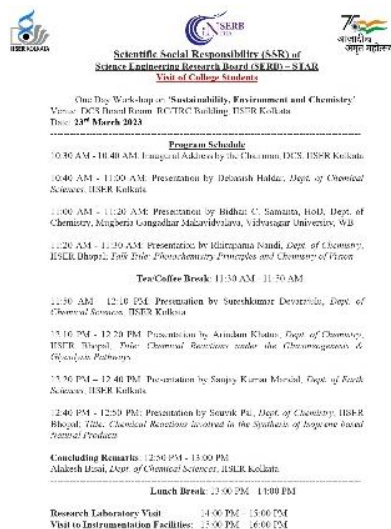 IISER KOLKATA
SERB
75
आज़ादी का
अमृत महोत्सव
Scientific Social Responsibility (SSR) of
Science Engineering Research Board (SERB) – STAR
Visit of College Students
One Day Workshop on 'Sustainability, Environment and Chemistry'
Venue: DCS Board Room, Building, IISER Kolkata
Date: 23rd March 2023
Program Schedule
10:30 AM - 10:40 AM: Inaugural Address by the Chairman, DCS, IISER Kolkata
10:40 AM - 11:00 AM: Presentation by Debasish Haldar, Dept. of Chemical
Sciences, IISER Kolkata
11:00 AM - 11:20 AM: Presentation by Bidhan C. Samanta, HoD, Dept. of
Chemistry, Mugberia Gangadhar Mahavidyalaya, Vidyasagar University, WB
11:20 AM - 11:30 AM: Presentation by Nandi, Dept. of Chemistry,
IISER Bhopal; Talk Title: Photochemistry Principles and Chemistry of Vision
Tea/Coffee Break: 11:30 AM - 11:50 AM
11:50 AM - 12:10 PM: Presentation by Sureshkumar Devarajulu, Dept. of
Chemical Sciences, IISER Kolkata
12:10 PM - 12:20 PM: Presentation by Arindam Khatua, Dept. of Chemistry,
IISER Bhopal; Title: Chemical Reactions under the Gluconeogenesis &
Glycolysis Pathways
12:20 PM – 12:40 PM: Presentation by Sanjay Kumar Mandal, Dept. of Earth
Sciences, IISER Kolkata
12:40 PM - 12:50 PM: Presentation by Souvik Pal, Dept. of Chemistry, IISER
Bhopal; Title: Chemical Reactions involved in the Synthesis of Isoprene based
Natural Products
Concluding Remarks: 12:50 PM - 13:00 PM
Alakesh Bisai, Dept. of Chemical Sciences, IISER Kolkata
Lunch Break: 13:00 PM - 14:00 PM
Research Laboratory Visit 14:00 PM – 15:00 PM
Visit to Instrumentation Facilities: 15:00 PM - 16:00 PM